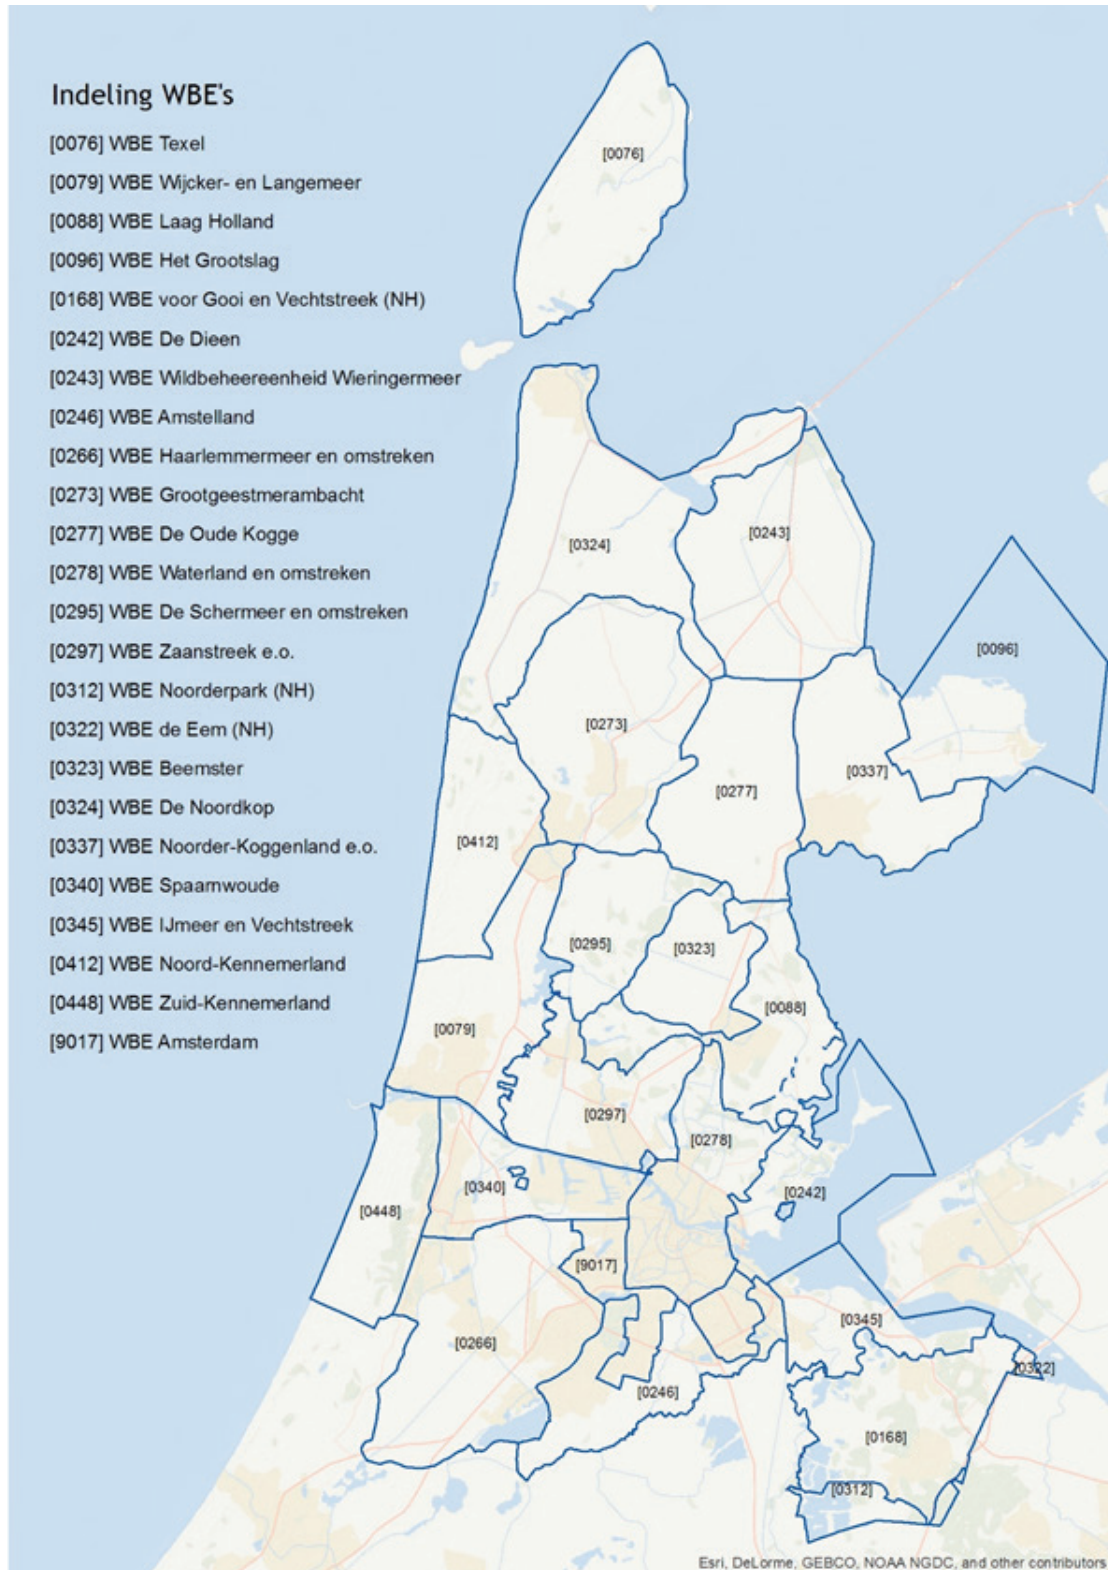 Indeling WBE's
[0076] WBE Texel
[0079] WBE Wijcker- en Langemeer
[0088] WBE Laag Holland
[0096] WBE Het Grootslag
[0168] WBE voor Gooi en Vechtstreek (NH)
[0242] WBE De Dieen
[0243] WBE Wildbeheereenheid Wieringermeer
[0246] WBE Amstelland
[0266] WBE Haarlemmermeer en omstreken
[0273] WBE Grootgeestmerambacht
[0277] WBE De Oude Kogge
[0278] WBE Waterland en omstreken
[0295] WBE De Schermeer en omstreken
[0297] WBE Zaanstreek e.o.
[0312] WBE Noorderpark (NH)
[0322] WBE de Eem (NH)
[0323] WBE Beemster
[0324] WBE De Noordkop
[0337] WBE Noorder-Koggenland e.o.
[0340] WBE Spaarnwoude
[0345] WBE IJmeer en Vechtstreek
[0412] WBE Noord-Kennemerland
[0448] WBE Zuid-Kennemerland
[9017] WBE Amsterdam
[0076]
[0243]
[0324]
[0096]
[0273]
[0337]
[0277]
[0412]
[0295]
[0323]
[0088]
[0079]
[0297]
[0278]
[0340]
[0242]
[0448]
[9017]
[0345]
[0266]
[0322]
[0246]
[0168]
[0312]
Esri, DeLorme, GEBCO, NOAA NGDC, and other contributors